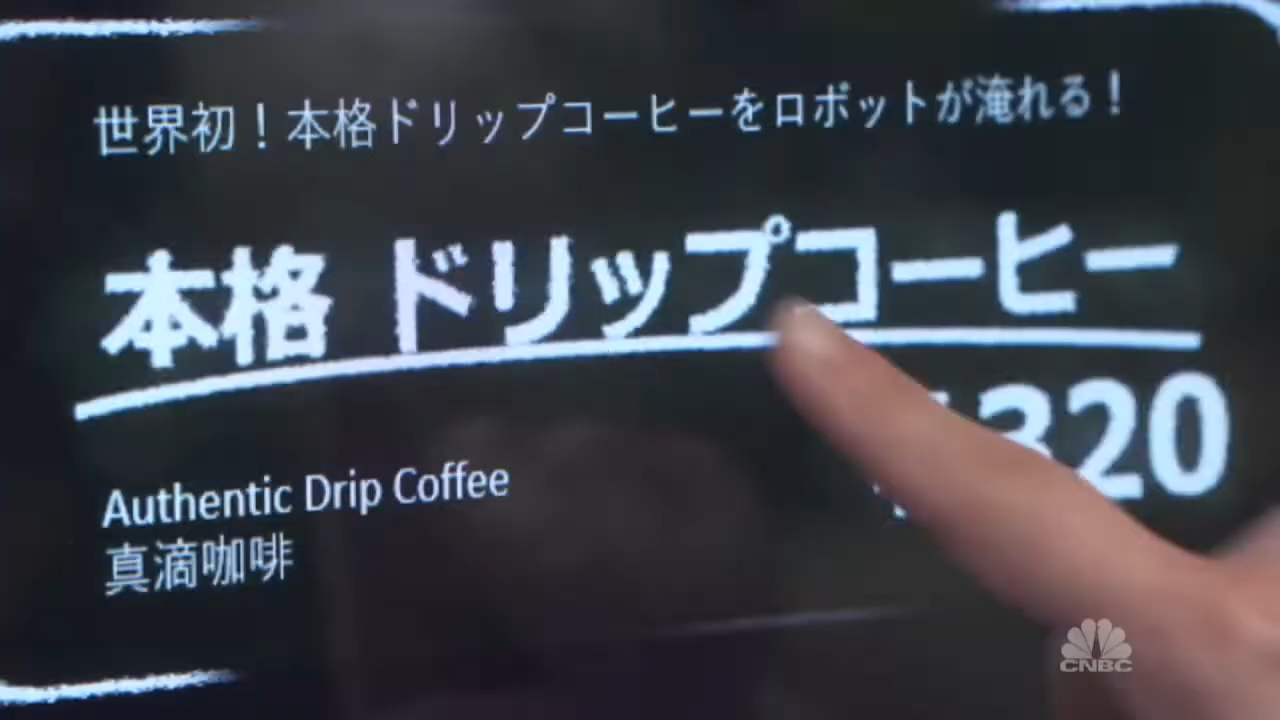 世界初！本格ドリップコーヒーをロボットが淹れる！
本格 ドリップコーヒー
320
Authentic Drip Coffee
真滴咖啡
CNBC